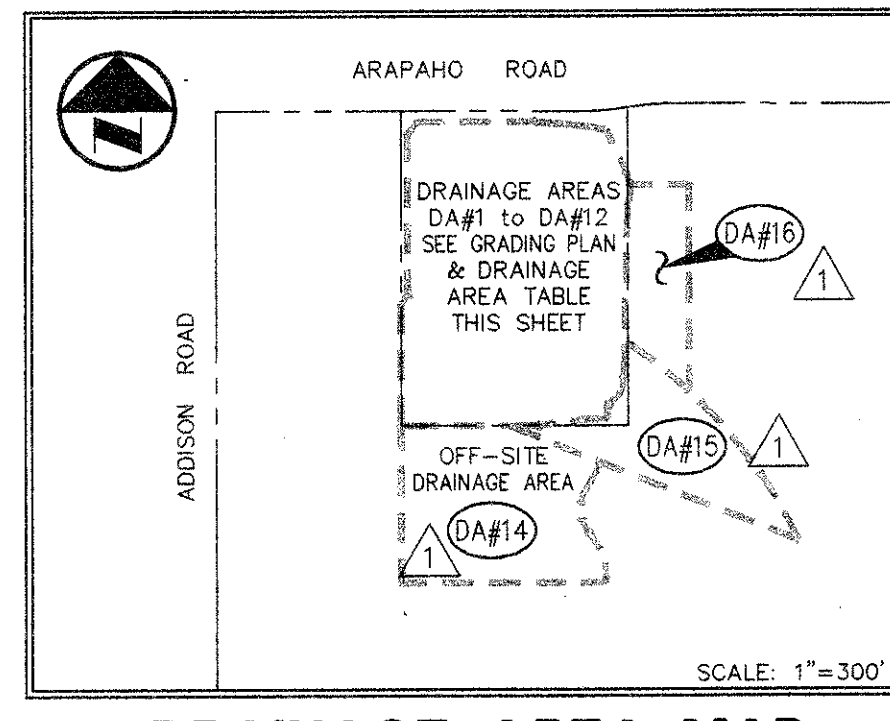 ARAPAHO ROAD
N
DRAINAGE AREAS
DA#1 to DA#12
SEE GRADING PLAN
& DRAINAGE
AREA TABLE
THIS SHEET
DA#16
1
ADDISON ROAD
OFF-SITE
DRAINAGE AREA
DA#15
1
DA#14
1
SCALE: 1"=300'